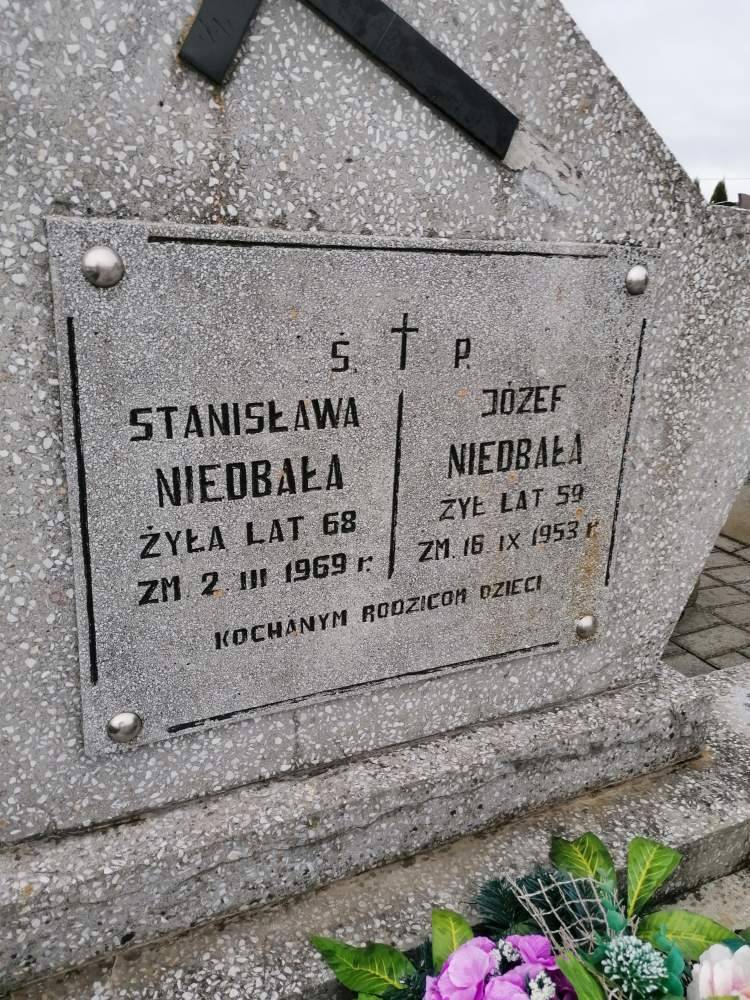 Ś. P.
STANISŁAWA
NIEDBAŁA
ŻYŁA LAT 68
ZM. 2. III 1969 r.
JÓZEF
NIEDBAŁA
ŻYŁ LAT 59
ZM. 16. IX 1953 r
KOCHANYM RODZICOM DZIECI